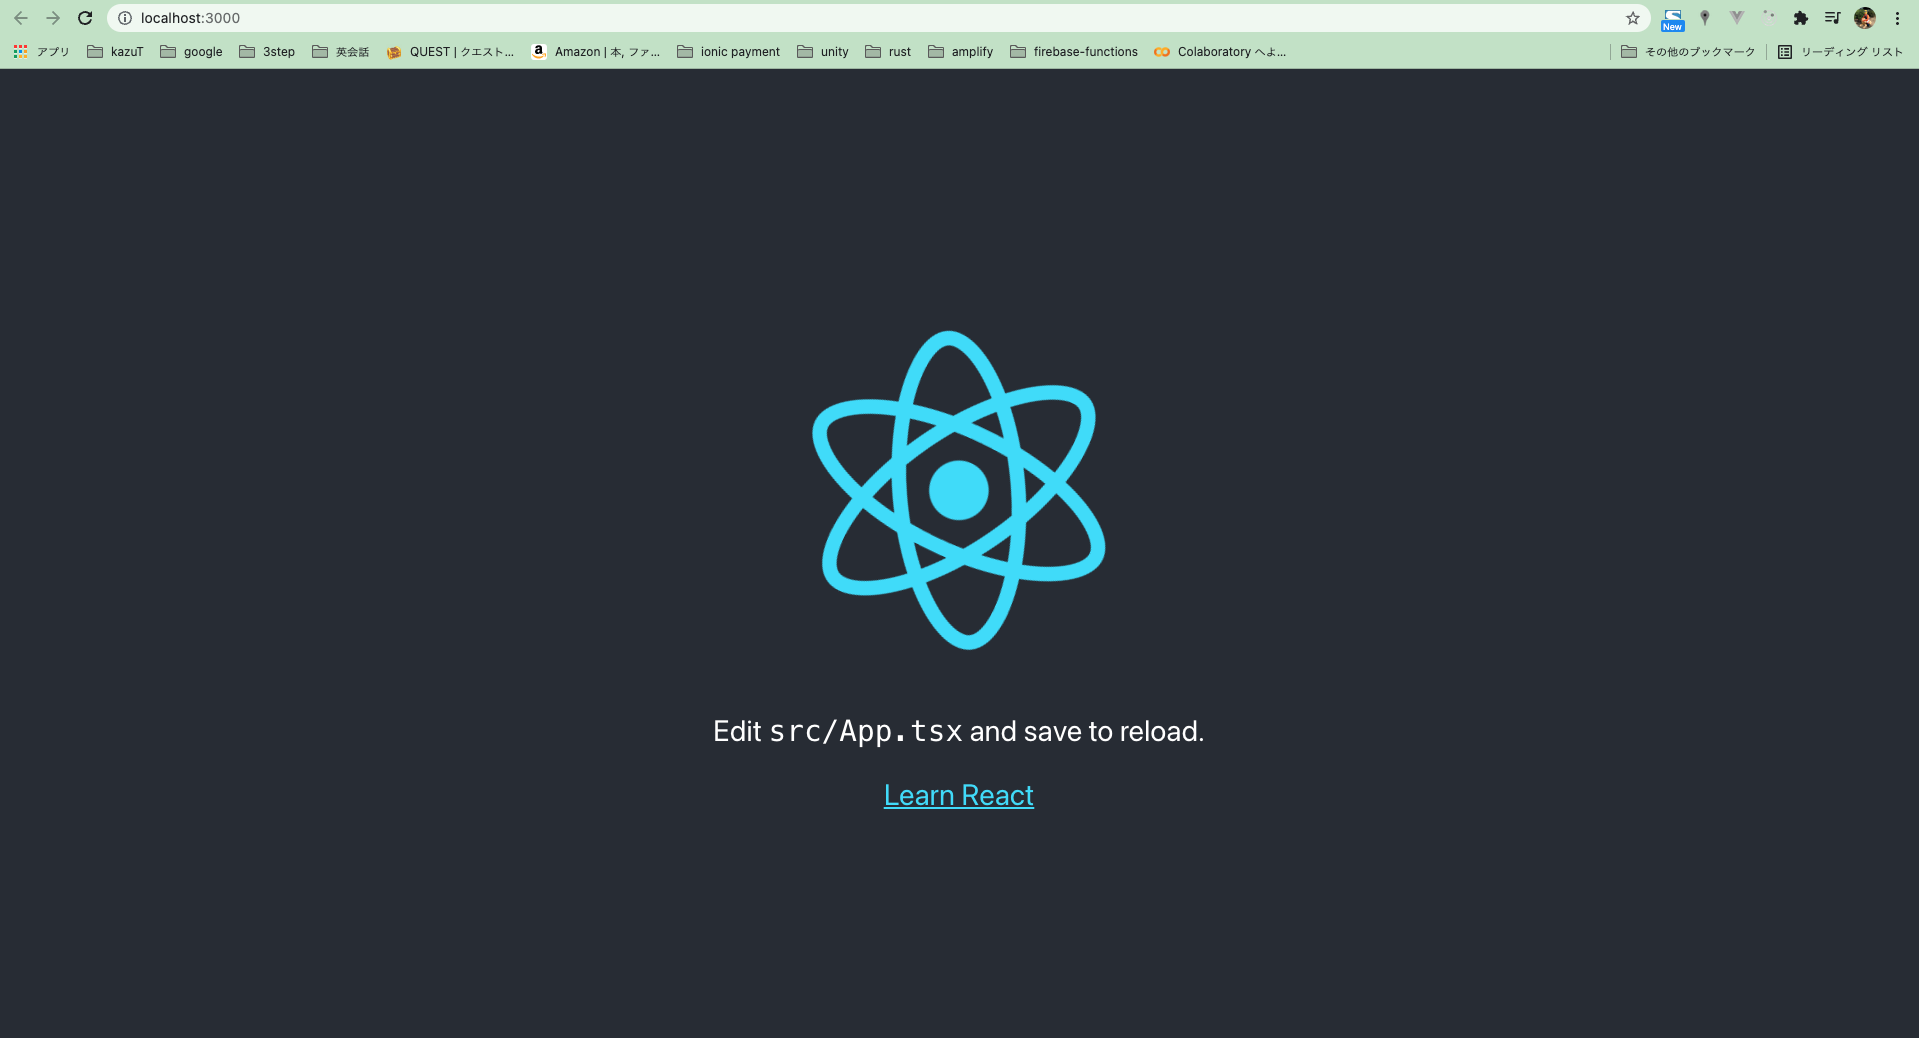 localhost:3000
New
アプリ kazuT google 3step 英会話 QUEST | クエスト... Amazon | 本, ファ... ionic payment unity rust amplify firebase-functions Colaboratory へよ... その他のブックマーク リーディング リスト
Edit src/App.tsx and save to reload.
Learn React